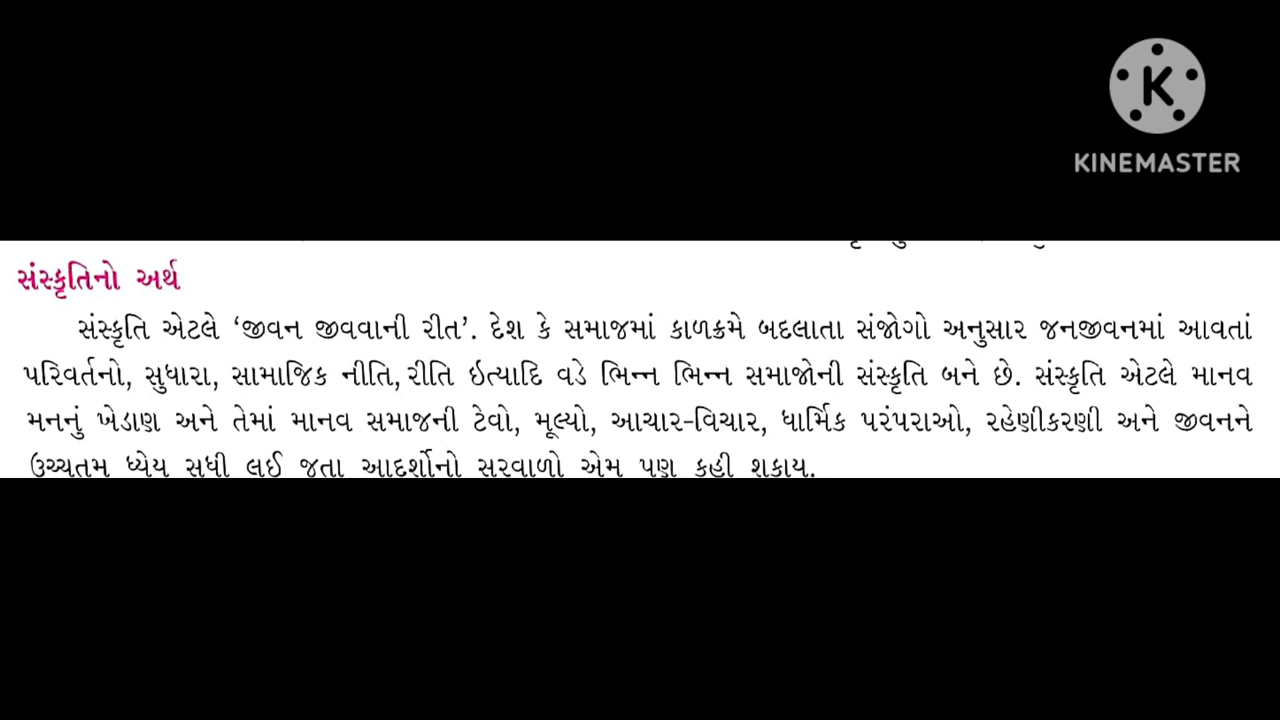 KINEMASTER
સંસ્કૃતિનો અર્થ
સંસ્કૃતિ એટલે ‘જીવન જીવવાની રીત’. દેશ કે સમાજમાં કાળક્રમે બદલાતા સંજોગો અનુસાર જનજીવનમાં આવતાં
પરિવર્તનો, સુધારા, સામાજિક નીતિ, રીતિ ઇત્યાદિ વડે ભિન્ન ભિન્ન સમાજોની સંસ્કૃતિ બને છે. સંસ્કૃતિ એટલે માનવ
મનનું ખેડાણ અને તેમાં માનવ સમાજની ટેવો, મૂલ્યો, આચાર-વિચાર, ધાર્મિક પરંપરાઓ, રહેણીકરણી અને જીવનને
ઉચ્ચતમ ધ્યેય સુધી લઈ જતા આદર્શોનો સરવાળો એમ પણ કહી શકાય.